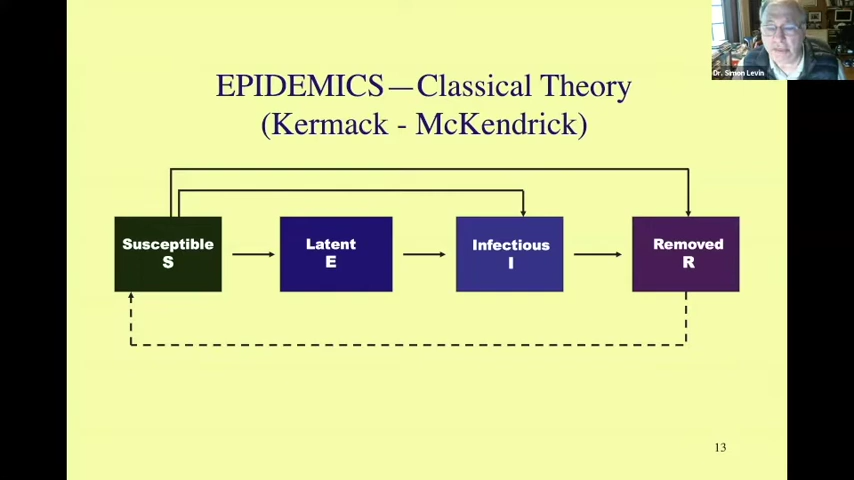 Dr. Simon Levin
EPIDEMICS—Classical Theory
(Kermack - McKendrick)
Susceptible
S
Latent
E
Infectious
I
Removed
R
13